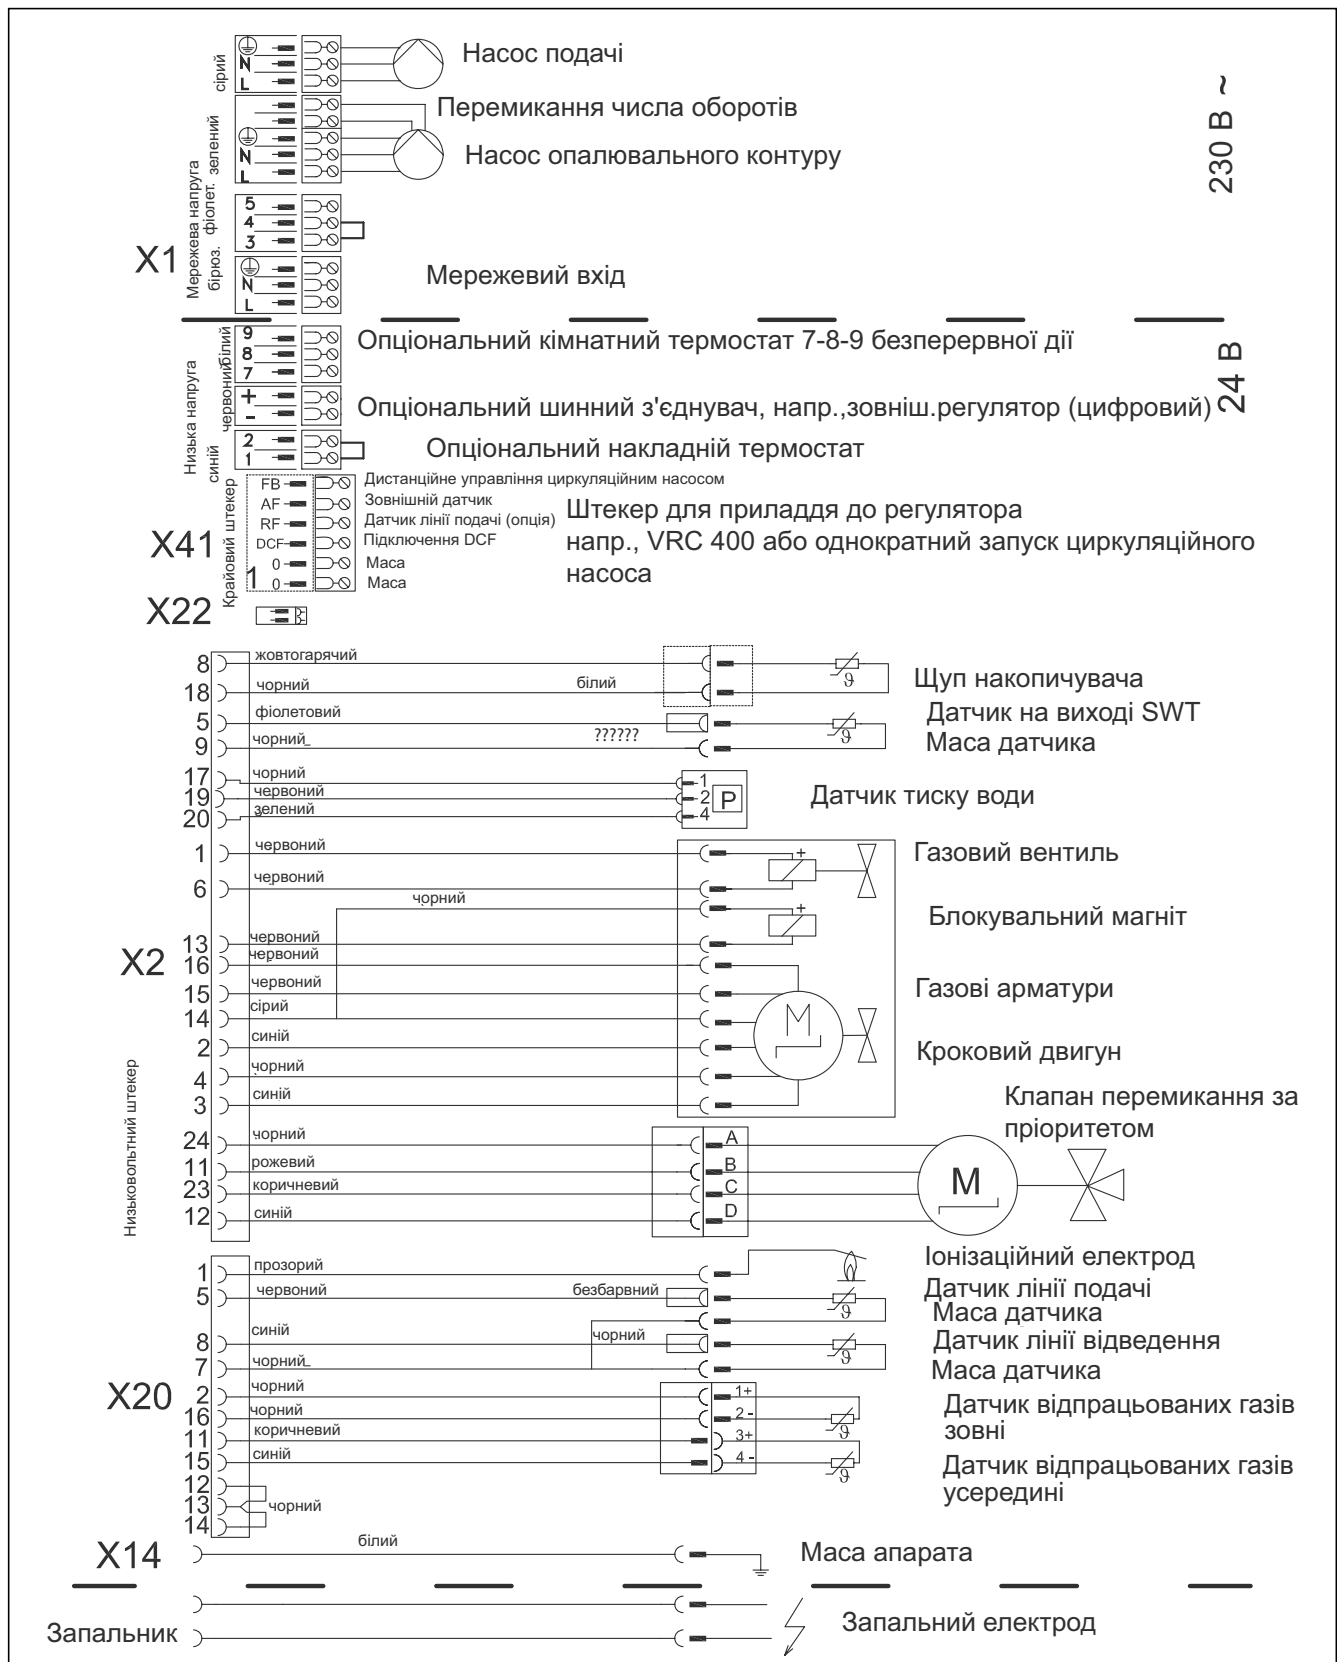 сірий
N
L
Насос подачі
Перемикання числа оборотів
зелений
N
L
Насос опалювального контуру
230 В ~
X1
Мережева напруга
фіолет.
5
4
3
бірюз.
N
L
Мережевий вхід
Низька напруга
білий
9
8
7
Опціональний кімнатний термостат 7-8-9 безперервної дії
24 В
червоний
+
-
Опціональний шинний з'єднувач, напр.,зовніш.регулятор (цифровий)
синій
2
1
Опціональний накладній термостат
X41
Крайовий штекер
FB Дистанційне управління циркуляційним насосом
AF Зовнішній датчик
RF Датчик лінії подачі (опція)
DCF Підключення DCF
0 Маса
1 0 Маса
Штекер для приладдя до регулятора
напр., VRC 400 або однократний запуск циркуляційного
насоса
X22
X2
Низьковольтний штекер
8 жовтогарячий
18 чорний білий
ϑ
Щуп накопичувача
5 фіолетовий
9 чорний_ ??????
ϑ
Датчик на виході SWT
Маса датчика
17 чорний 1
19 червоний 2 P
20 зелений 4
Датчик тиску води
1 червоний +
Газовий вентиль
6 червоний
чорний +
Блокувальний магніт
13 червоний
16 червоний
15 червоний
Газові арматури
14 сірий M
2 синій
Кроковий двигун
4 чорний
3 синій
Клапан перемикання за
пріоритетом
24 чорний A
11 рожевий B
23 коричневий C
12 синій D
M
X20
1 прозорий
Іонізаційний електрод
5 червоний безбарвний
ϑ
Датчик лінії подачі
Маса датчика
8 синій чорний
ϑ
Датчик лінії відведення
7 чорний_
Маса датчика
2 чорний 1+
16 чорний 2 -
ϑ
Датчик відпрацьованих газів
зовні
11 коричневий 3+
15 синій 4 -
ϑ
Датчик відпрацьованих газів
усередині
12
13 чорний
14
X14 білий
Маса апарата
Запальник
Запальний електрод